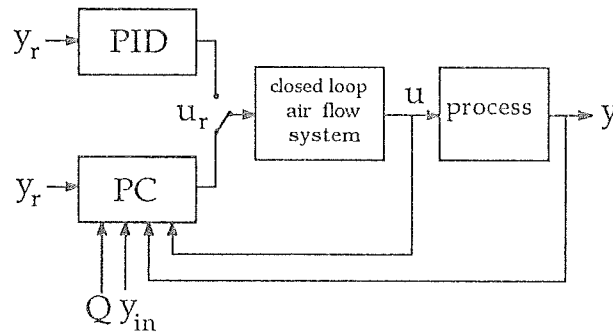 y_r
PID
u_r
closed loop
air flow
system
u
process
y
y_r
PC
Q
y_in